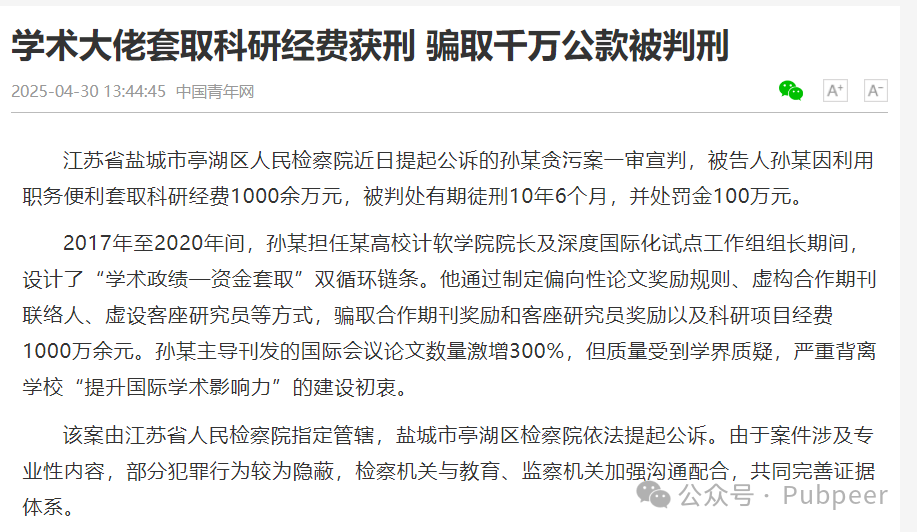 学术大佬套取科研经费获刑 骗取千万公款被判刑
2025-04-30 13:44:45 中国青年网
A+ A-
江苏省盐城市亭湖区人民检察院近日提起公诉的孙某贪污案一审宣判，被告人孙某因利用
职务便利套取科研经费1000余万元，被判处有期徒刑10年6个月，并处罚金100万元。
2017年至2020年间，孙某担任某高校计软学院院长及深度国际化试点工作组组长期间，
设计了“学术政绩—资金套取”双循环链条。他通过制定偏向性论文奖励规则、虚构合作期刊
联络人、虚设客座研究员等方式，骗取合作期刊奖励和客座研究员奖励以及科研项目经费
1000万余元。孙某主导刊发的国际会议论文数量激增300%，但质量受到学界质疑，严重背离
学校“提升国际学术影响力”的建设初衷。
该案由江苏省人民检察院指定管辖，盐城市亭湖区检察院依法提起公诉。由于案件涉及专
业性内容，部分犯罪行为较为隐蔽，检察机关与教育、监察机关加强沟通配合，共同完善证据
体系。
公众号 · Pubpeer